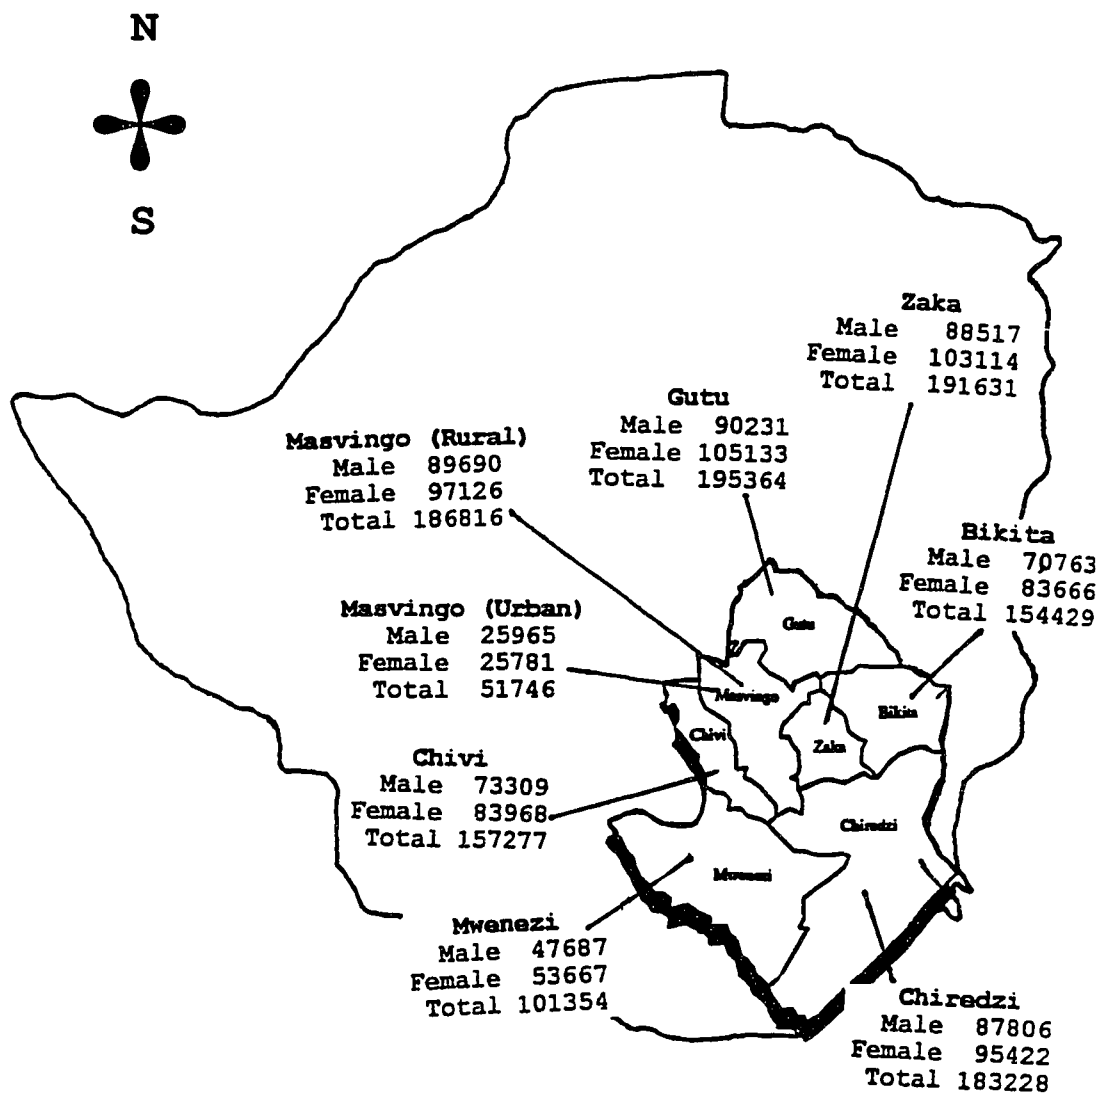 N
S
Zaka
Male 88517
Female 103114
Total 191631
Gutu
Male 90231
Female 105133
Total 195364
Masvingo (Rural)
Male 89690
Female 97126
Total 186816
Bikita
Male 70763
Female 83666
Total 154429
Masvingo (Urban)
Male 25965
Female 25781
Total 51746
Gutu
Masvingo
Bikita
Chivi
Zaka
Chivi
Male 73309
Female 83968
Total 157277
Chiredzi
Mwenezi
Mwenezi
Male 47687
Female 53667
Total 101354
Chiredzi
Male 87806
Female 95422
Total 183228